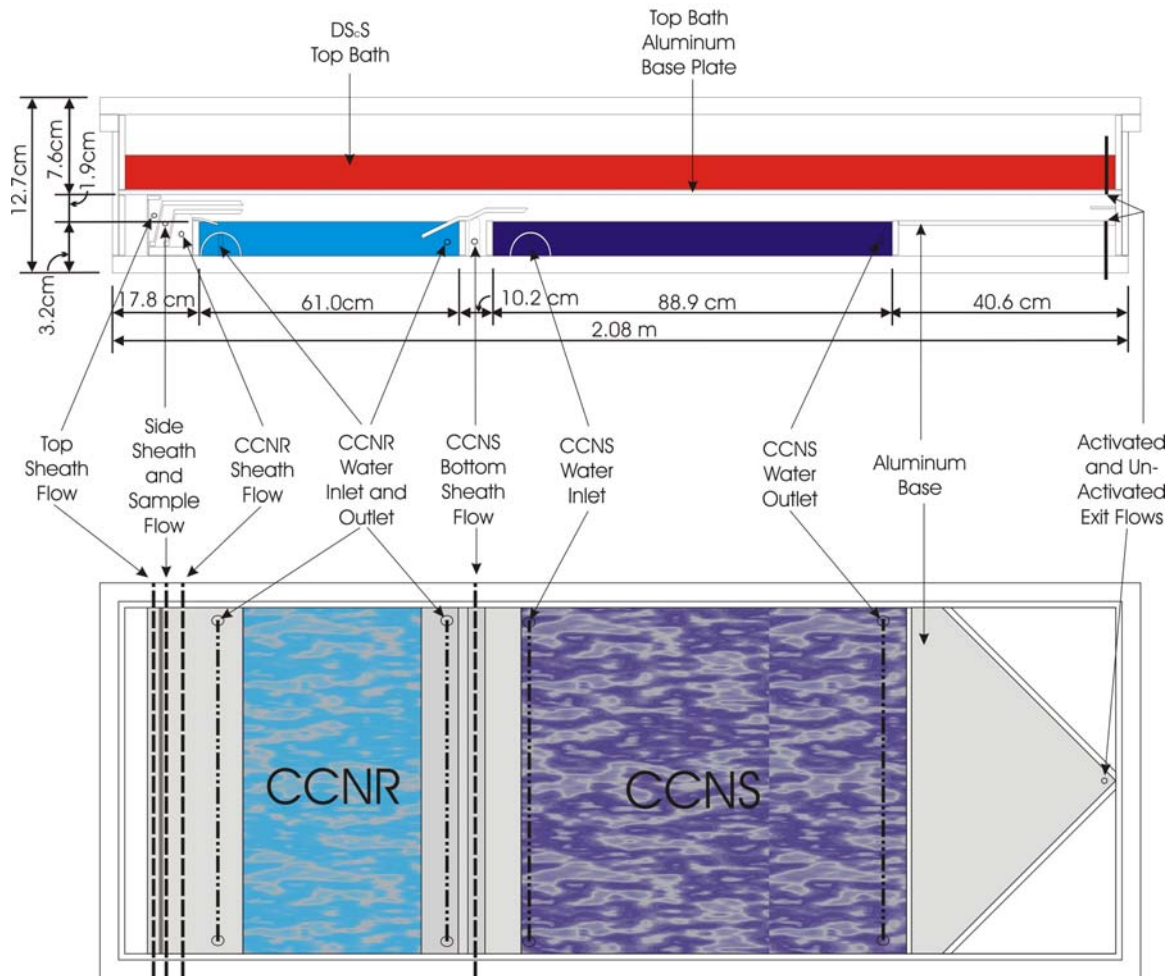 DScS
Top Bath
Top Bath
Aluminum
Base Plate
12.7cm
7.6cm
1.9cm
3.2cm
17.8 cm
61.0cm
10.2 cm
88.9 cm
40.6 cm
2.08 m
Top
Sheath
Flow
Side
Sheath
and
Sample
Flow
CCNR
Sheath
Flow
CCNR
Water
Inlet and
Outlet
CCNS
Bottom
Sheath
Flow
CCNS
Water
Inlet
CCNS
Water
Outlet
Aluminum
Base
Activated
and Un-
Activated
Exit Flows
CCNR
CCNS